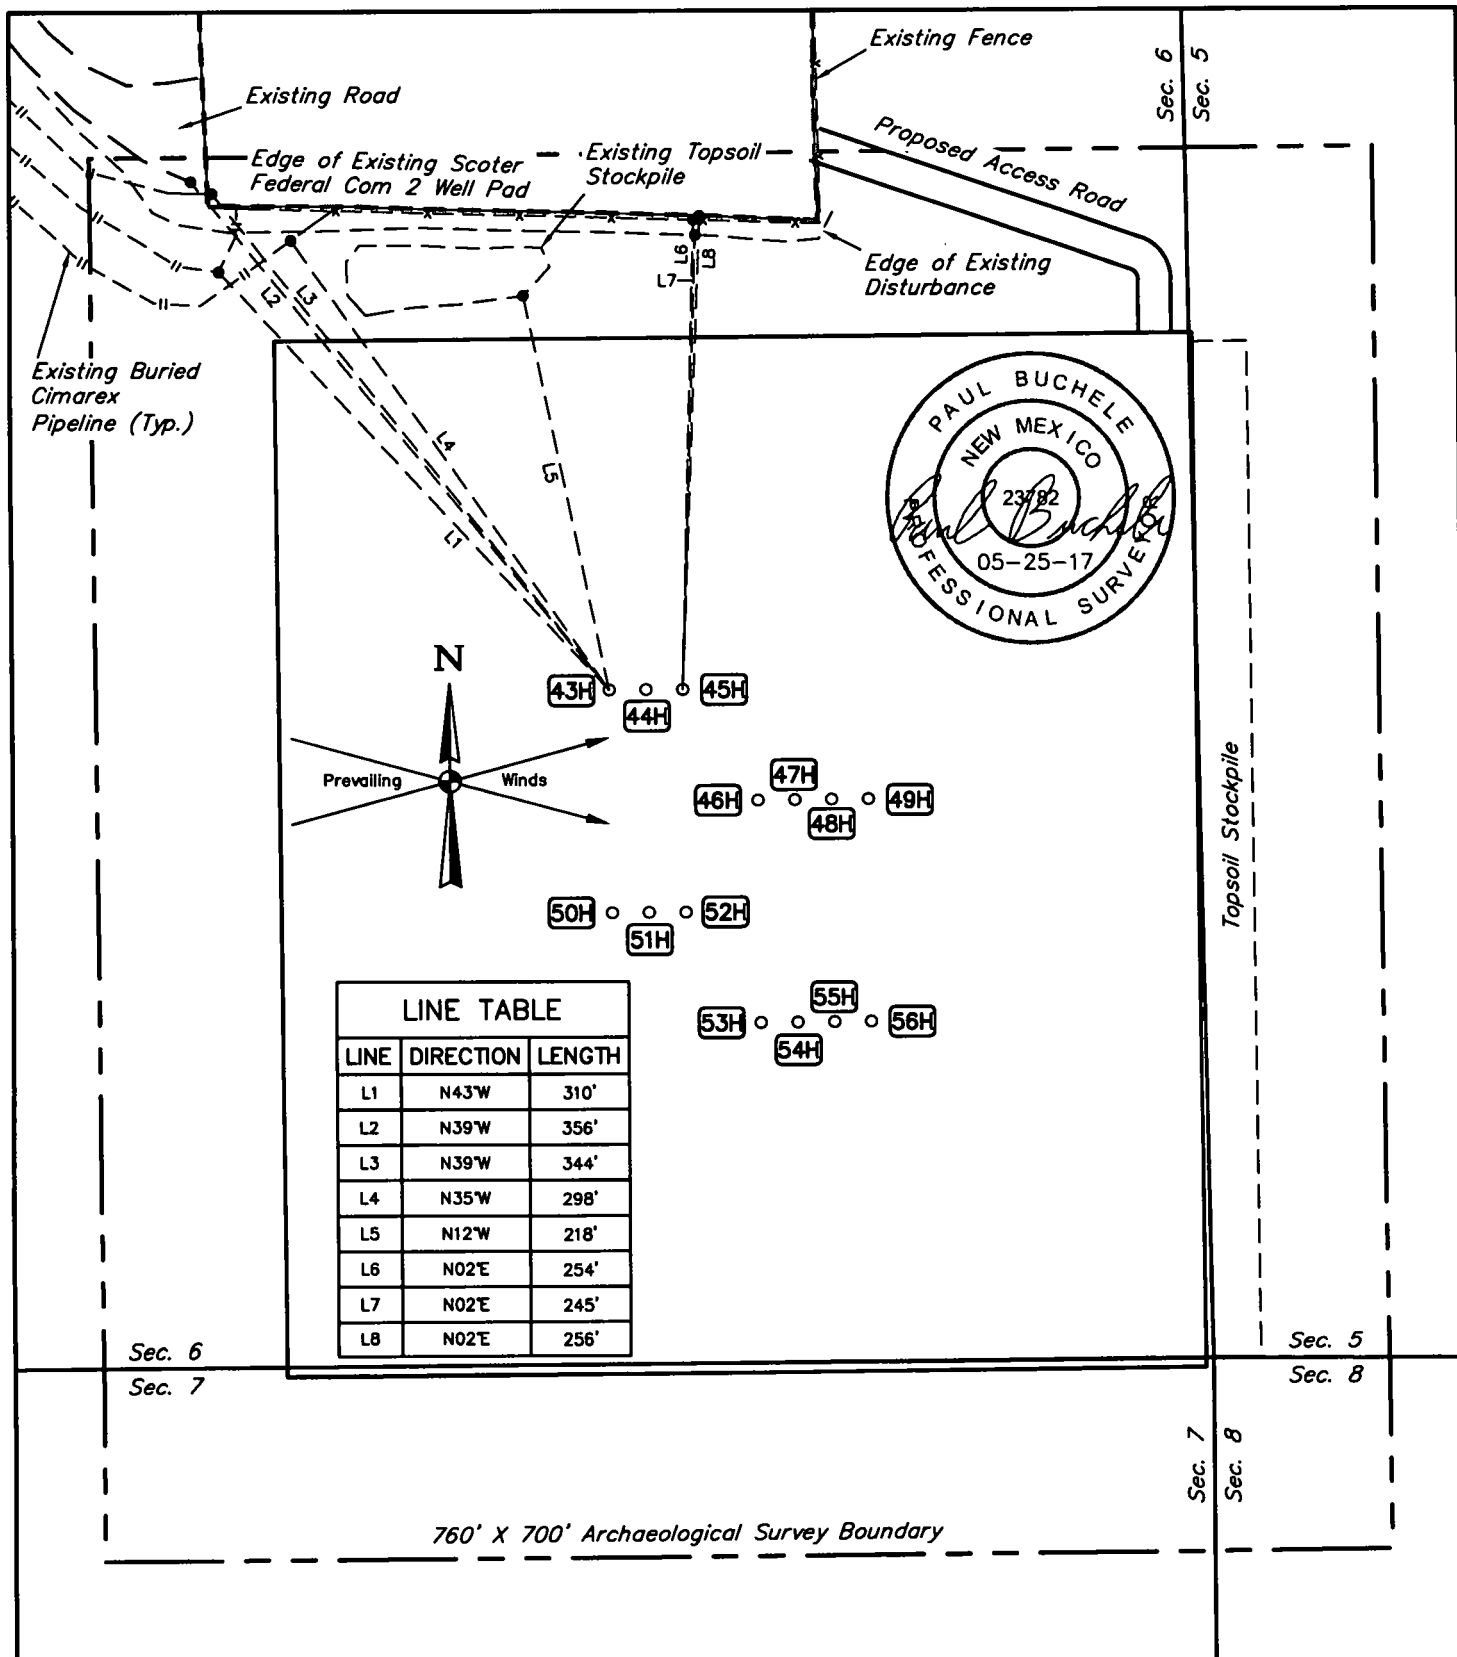 Existing Fence
Sec. 6
Sec. 5
Existing Road
Proposed Access Road
Edge of Existing Scoter
Federal Com 2 Well Pad
Existing Topsoil
Stockpile
L6
L8
L7
Edge of Existing
Disturbance
L2
L3
Existing Buried
Cimarex
Pipeline (Typ.)
L4
L5
L1
PAUL BUCHELE
NEW MEXICO
23782
05-25-17
PROFESSIONAL SURVEYOR
Paul Buchele
N
43H
44H
45H
Prevailing Winds
46H
47H
48H
49H
Topsoil Stockpile
50H
51H
52H
53H
54H
55H
56H
LINE TABLE
LINE DIRECTION LENGTH
L1 N43°W 310'
L2 N39°W 356'
L3 N39°W 344'
L4 N35°W 298'
L5 N12°W 218'
L6 N02°E 254'
L7 N02°E 245'
L8 N02°E 256'
Sec. 6
Sec. 7
Sec. 5
Sec. 8
Sec. 7
Sec. 8
760' X 700' Archaeological Survey Boundary